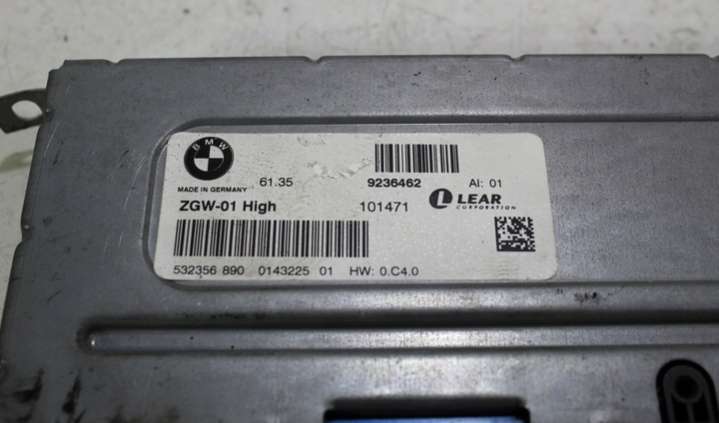 BMW
MADE IN GERMANY 61.35 9236462 AI: 01
ZGW-01 High 101471 LEAR
CORPORATION
532356 890 0143225 01 HW: 0.C4.0